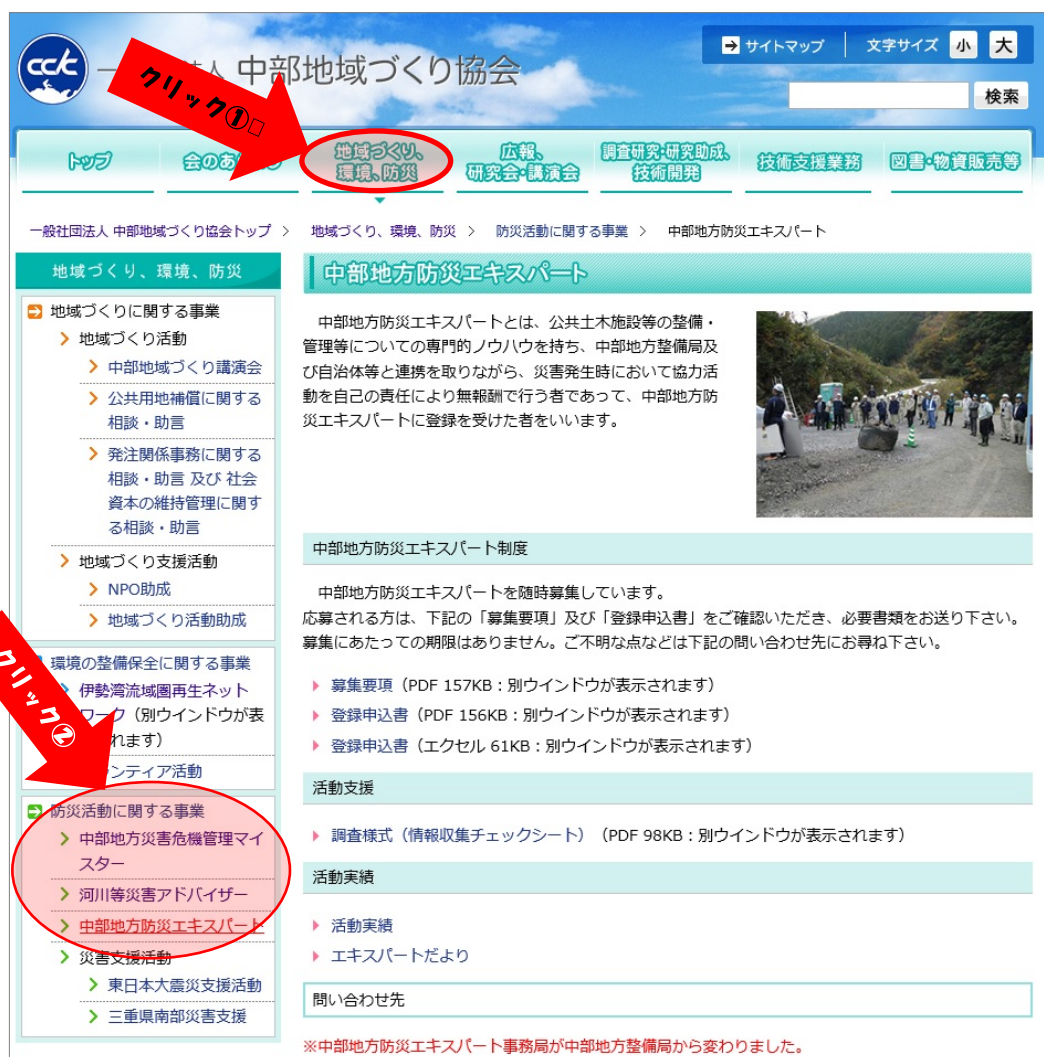 cck
サイトマップ
文字サイズ 小 大
一 人 中部地域づくり協会
クリック①□
検索
トップ
会のあ
地域づくり、
環境、防災
広報、
研究会・講演会
調査研究・研究助成、
技術開発
技術支援業務
図書・物資販売等
一般社団法人 中部地域づくり協会トップ > 地域づくり、環境、防災 > 防災活動に関する事業 > 中部地方防災エキスパート
地域づくり、環境、防災
地域づくりに関する事業
地域づくり活動
中部地域づくり講演会
公共用地補償に関する
相談・助言
発注関係事務に関する
相談・助言 及び 社会
資本の維持管理に関す
る相談・助言
地域づくり支援活動
NPO助成
地域づくり活動助成
環境の整備保全に関する事業
伊勢湾流域圏再生ネット
ワーク（別ウインドウが表
れます）
ンティア活動
クリック②
防災活動に関する事業
中部地方災害危機管理マイ
スター
河川等災害アドバイザー
中部地方防災エキスパート
災害支援活動
東日本大震災支援活動
三重県南部災害支援
中部地方防災エキスパート
中部地方防災エキスパートとは、公共土木施設等の整備・
管理等についての専門的ノウハウを持ち、中部地方整備局及
び自治体等と連携を取りながら、災害発生時において協力活
動を自己の責任により無報酬で行う者であって、中部地方防
災エキスパートに登録を受けた者をいいます。
中部地方防災エキスパート制度
中部地方防災エキスパートを随時募集しています。
応募される方は、下記の「募集要項」及び「登録申込書」をご確認いただき、必要書類をお送り下さい。
募集にあたっての期限はありません。ご不明な点などは下記の問い合わせ先にお尋ね下さい。
募集要項（PDF 157KB：別ウインドウが表示されます）
登録申込書（PDF 156KB：別ウインドウが表示されます）
登録申込書（エクセル 61KB：別ウインドウが表示されます）
活動支援
調査様式（情報収集チェックシート）（PDF 98KB：別ウインドウが表示されます）
活動実績
活動実績
エキスパートだより
問い合わせ先
※中部地方防災エキスパート事務局が中部地方整備局から変わりました。